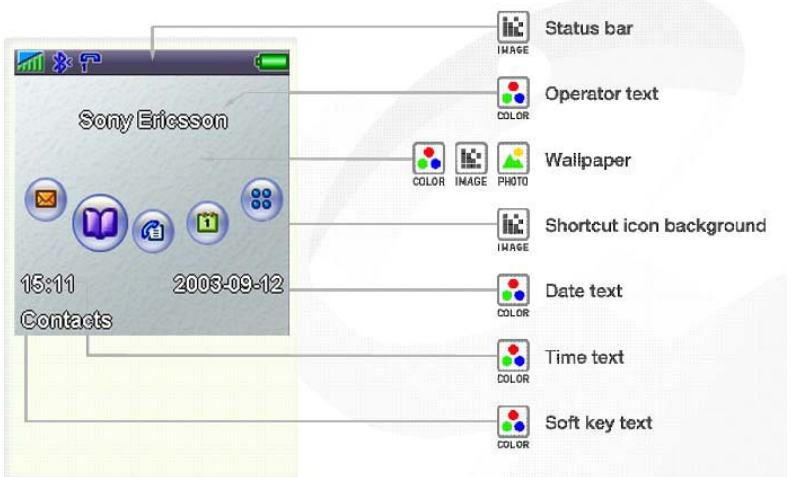 IMAGE
Status bar
Sony Ericsson
COLOR
Operator text
COLOR IMAGE PHOTO
Wallpaper
1
IMAGE
Shortcut icon background
15:11 2003-09-12
COLOR
Date text
Contacts
COLOR
Time text
COLOR
Soft key text